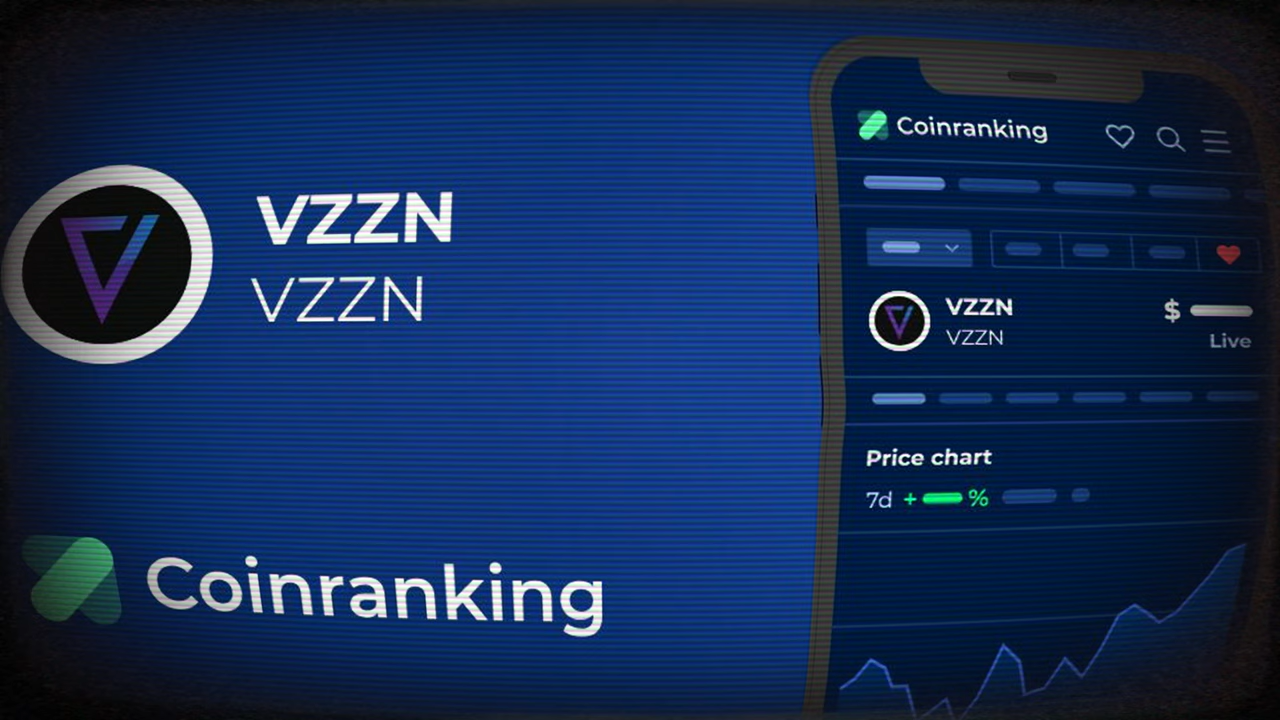 VZZN
VZZN
Coinranking
Coinranking
VZZN
VZZN
$
Live
Price chart
7d + %